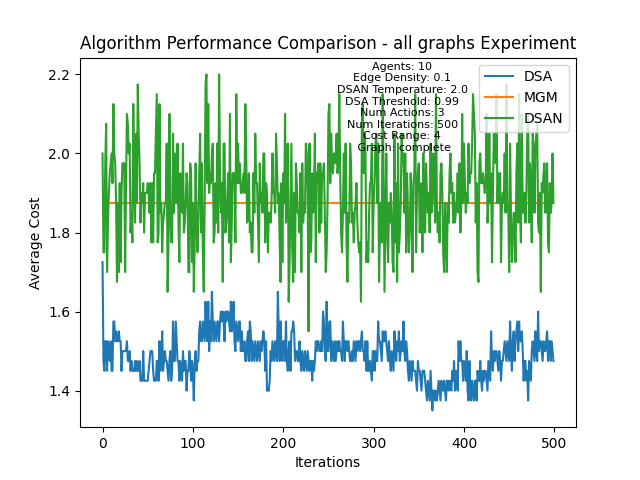 Algorithm Performance Comparison - all graphs Experiment
Agents: 10
Edge Density: 0.1
DSAN Temperature: 2.0
DSA Threshold: 0.99
Num Actions: 3
Num Iterations: 500
Cost Range: 4
Graph: complete
DSA
MGM
DSAN
Average Cost
2.2
2.0
1.8
1.6
1.4
0
100
200
300
400
500
Iterations